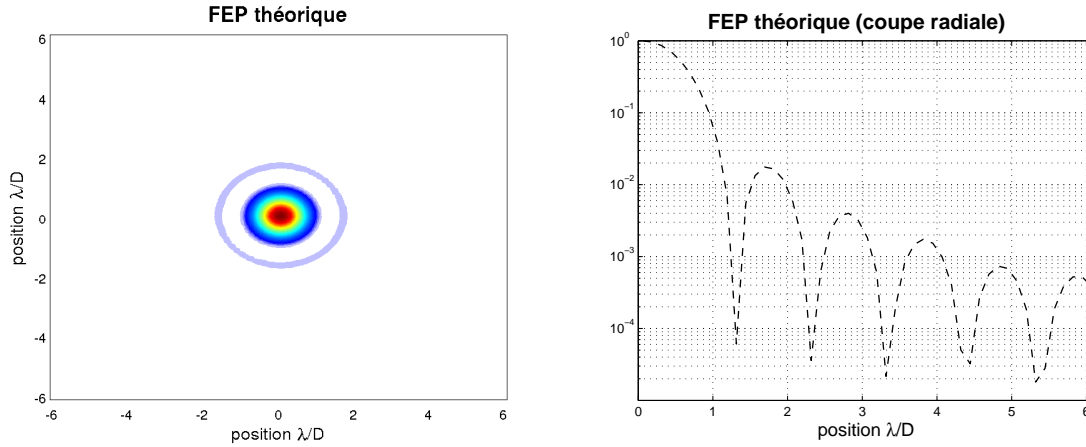 FEP théorique
6
4
2
0
-2
-4
-6
position λ/D
-6 -4 -2 0 2 4 6
position λ/D
FEP théorique (coupe radiale)
10^0
10^-1
10^-2
10^-3
10^-4
0 1 2 3 4 5 6
position λ/D